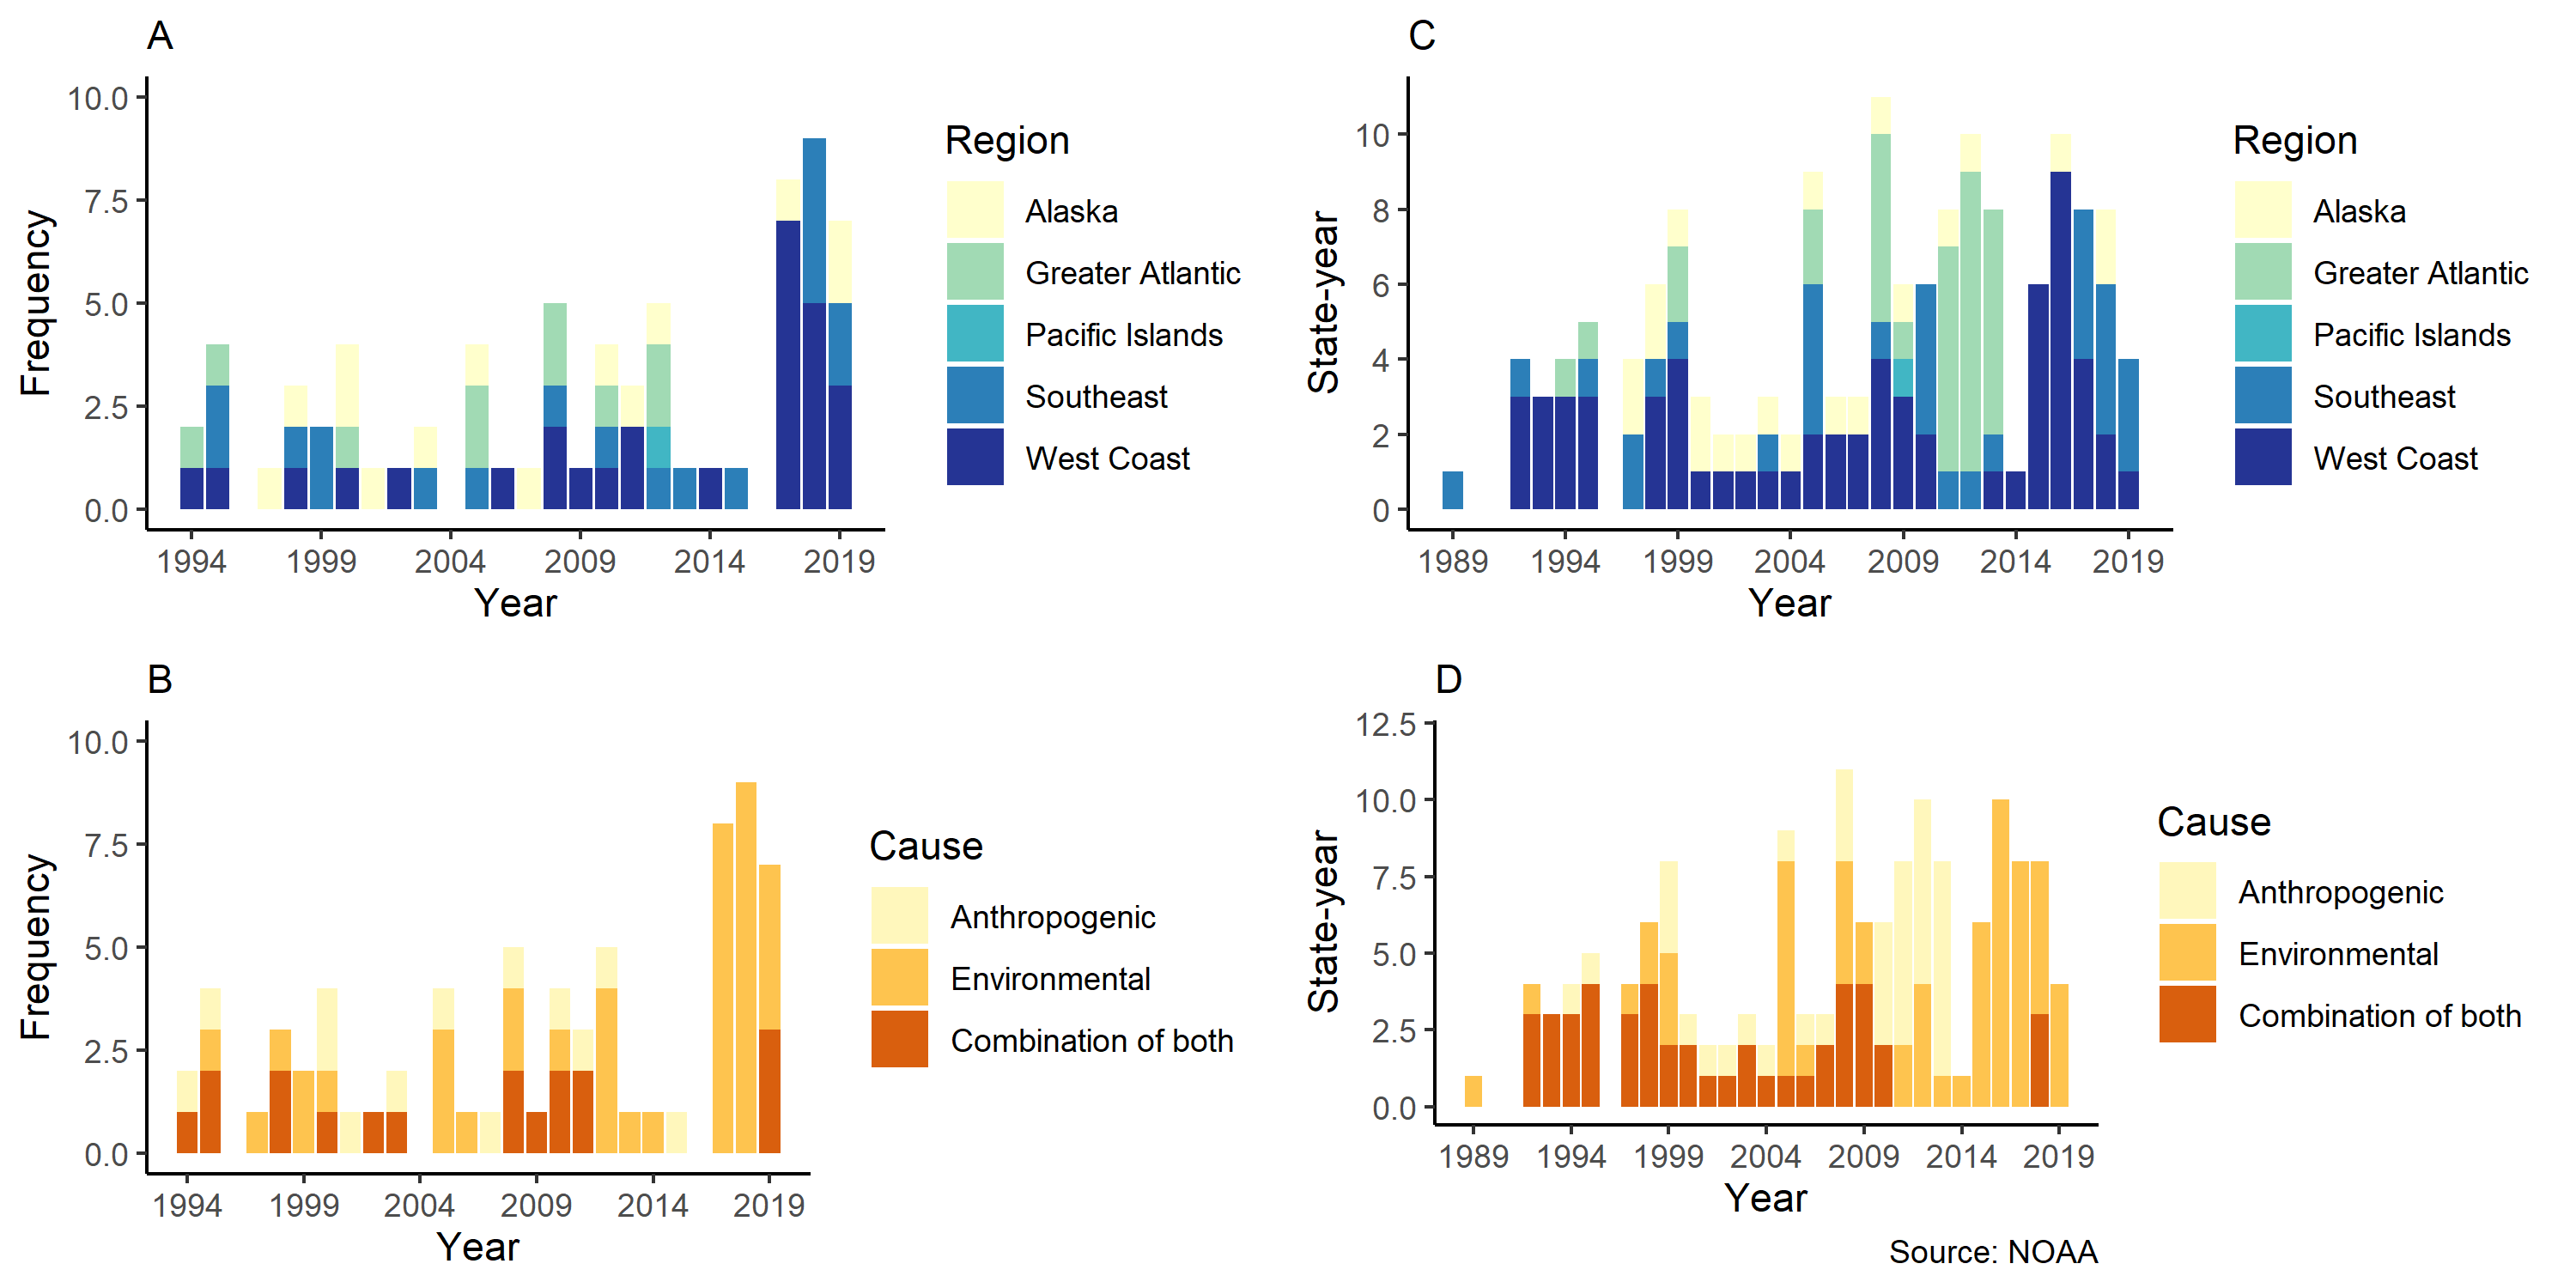 A
10.0
7.5
5.0
2.5
0.0
Frequency
1994 1999 2004 2009 2014 2019
Year
Region
Alaska
Greater Atlantic
Pacific Islands
Southeast
West Coast
C
10
8
6
4
2
0
State-year
1989 1994 1999 2004 2009 2014 2019
Year
Region
Alaska
Greater Atlantic
Pacific Islands
Southeast
West Coast
B
10.0
7.5
5.0
2.5
0.0
Frequency
1994 1999 2004 2009 2014 2019
Year
Cause
Anthropogenic
Environmental
Combination of both
D
12.5
10.0
7.5
5.0
2.5
0.0
State-year
1989 1994 1999 2004 2009 2014 2019
Year
Cause
Anthropogenic
Environmental
Combination of both
Source: NOAA